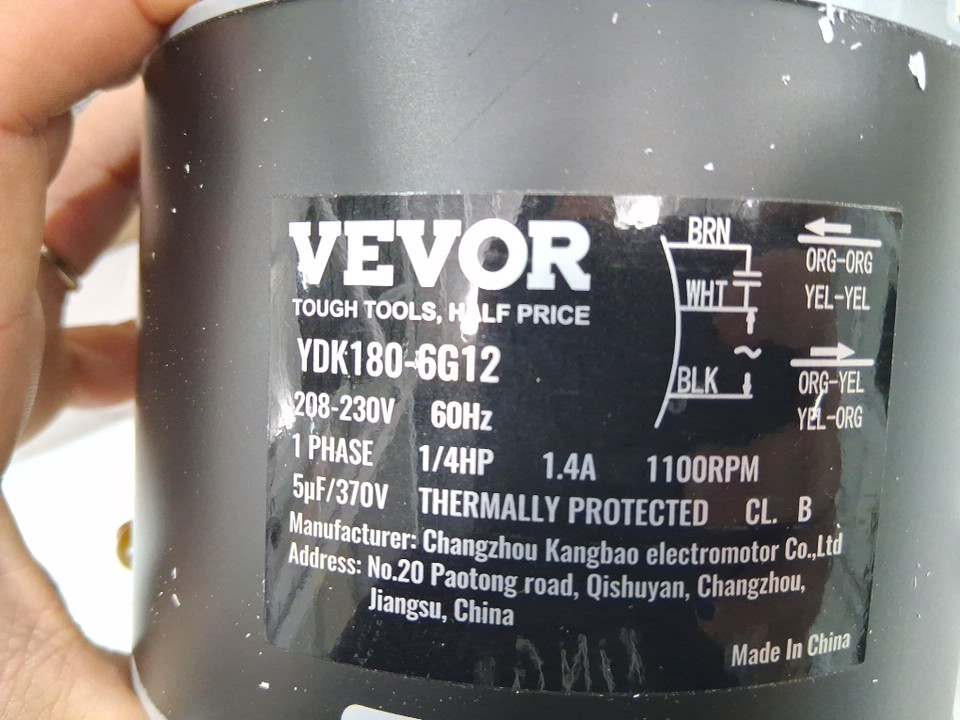 VEVOR
TOUGH TOOLS, HALF PRICE
YDK180-6G12
208-230V 60Hz
1 PHASE 1/4HP 1.4A 1100RPM
5μF/370V THERMALLY PROTECTED CL. B
Manufacturer: Changzhou Kangbao electromotor Co.,Ltd
Address: No.20 Paotong road, Qishuyan, Changzhou,
Jiangsu, China
Made In China
BRN
WHT
~
BLK
ORG-ORG
YEL-YEL
ORG-YEL
YEL-ORG